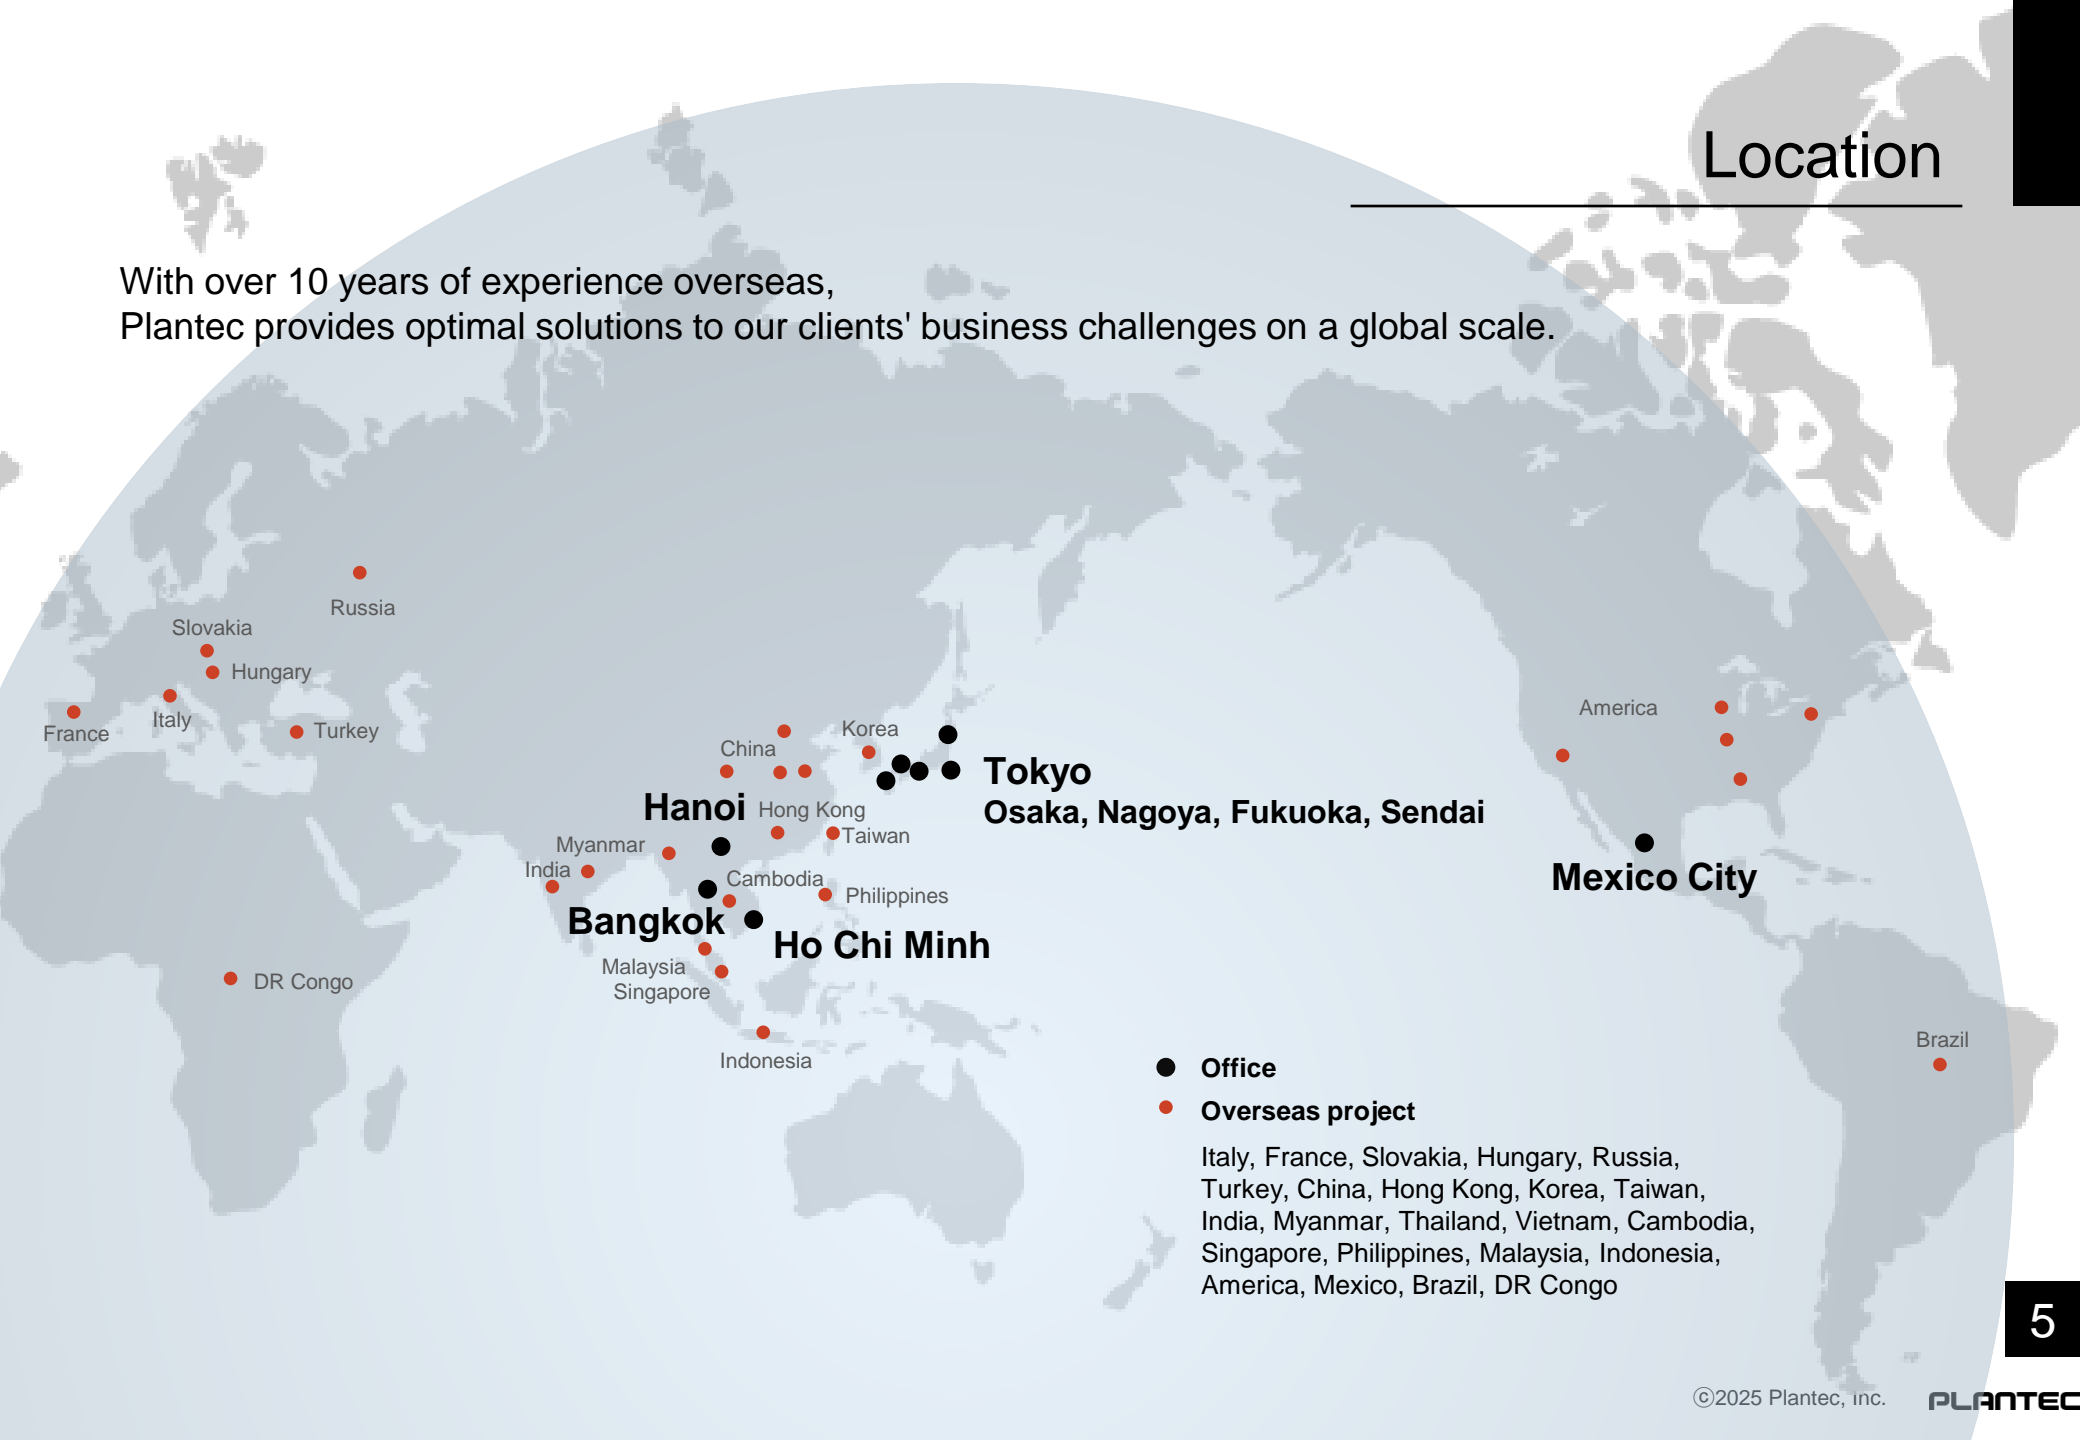 Location
With over 10 years of experience overseas,
Plantec provides optimal solutions to our clients' business challenges on a global scale.
Russia
Slovakia
Hungary
Italy
France
Turkey
Korea
China
America
Tokyo
Osaka, Nagoya, Fukuoka, Sendai
Hanoi
Hong Kong
Taiwan
Myanmar
India
Cambodia
Philippines
Mexico City
Bangkok
Ho Chi Minh
Malaysia
Singapore
DR Congo
Indonesia
Brazil
Office
Overseas project
Italy, France, Slovakia, Hungary, Russia,
Turkey, China, Hong Kong, Korea, Taiwan,
India, Myanmar, Thailand, Vietnam, Cambodia,
Singapore, Philippines, Malaysia, Indonesia,
America, Mexico, Brazil, DR Congo
5
ⓒ2025 Plantec, Inc.
PLANTEC